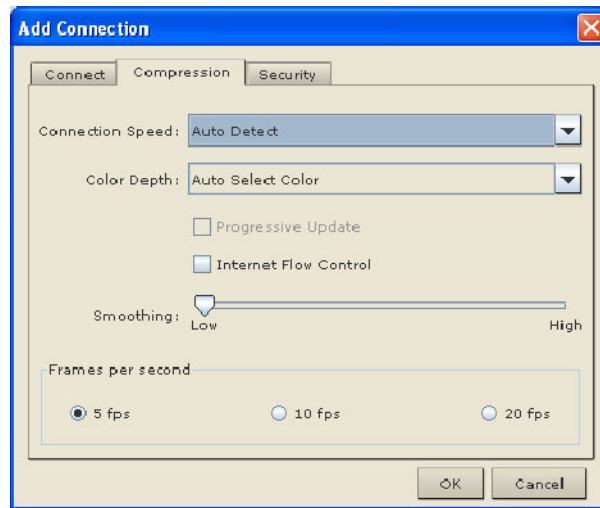 Add Connection
Connect Compression Security
Connection Speed: Auto Detect
Color Depth: Auto Select Color
Progressive Update
Internet Flow Control
Smoothing:
Low High
Frames per second
5 fps 10 fps 20 fps
OK Cancel